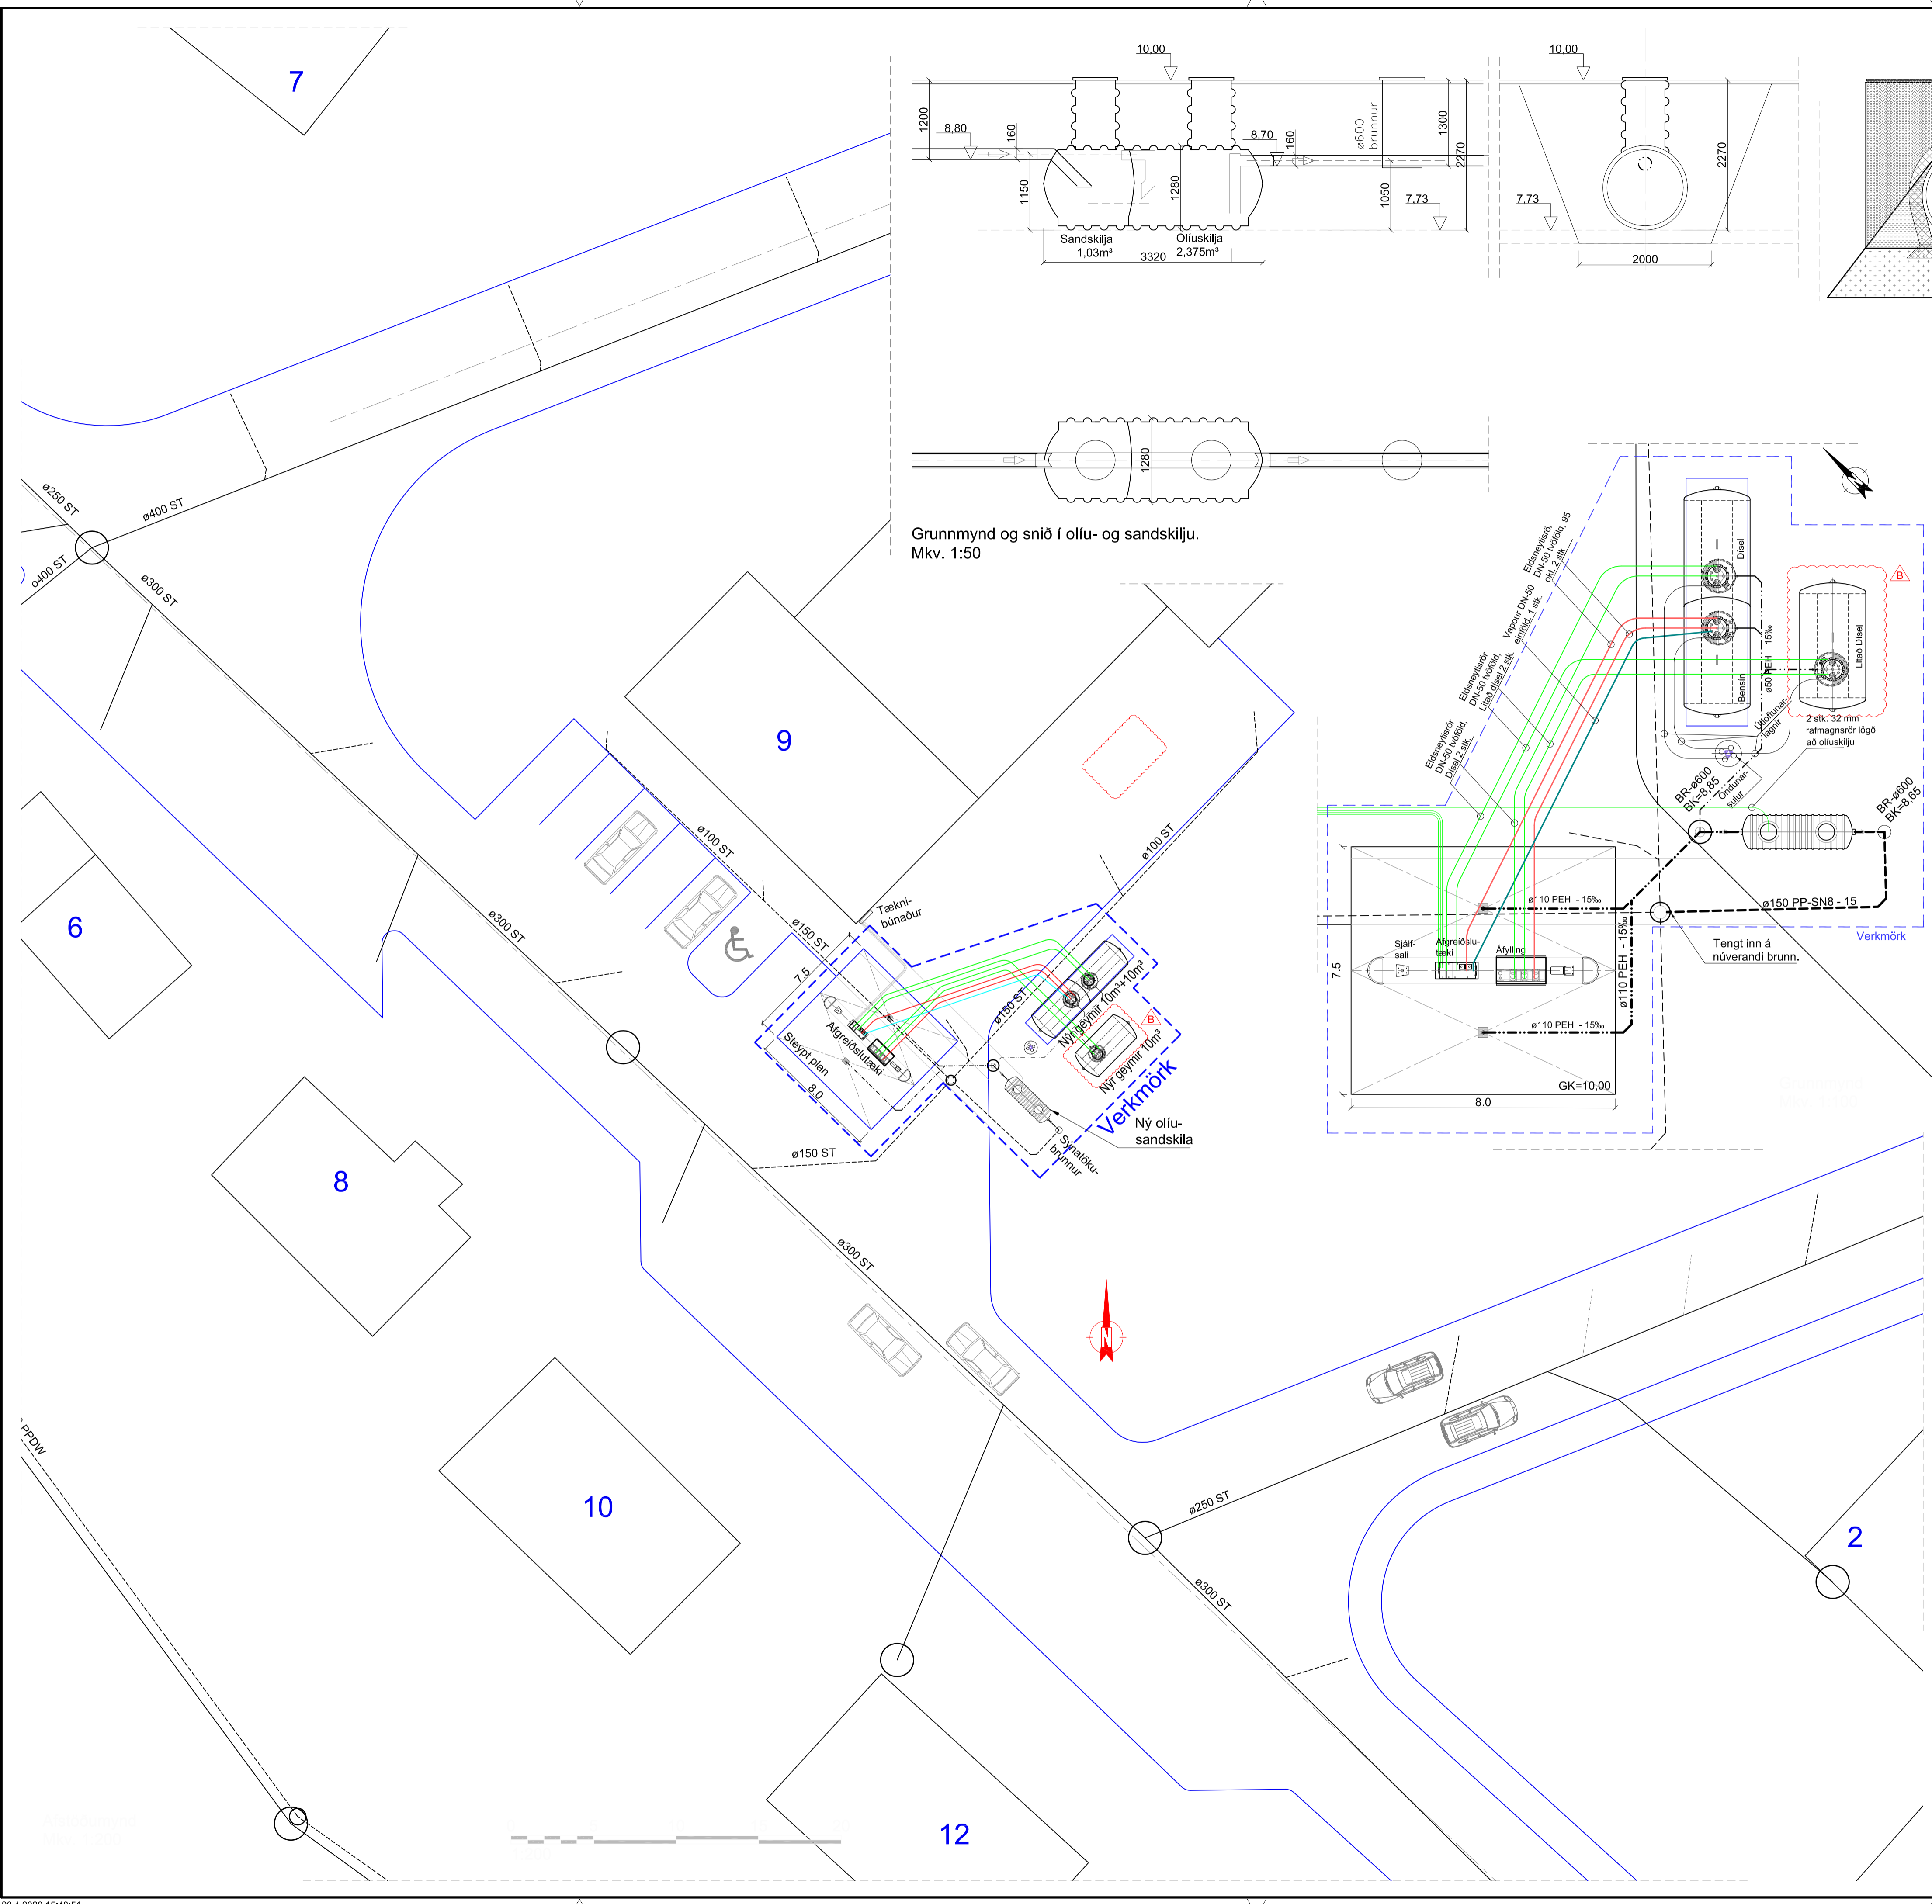 7
10,00
1200
8,80
160
1150
1280
8,70
160
ø600
brunnur
1300
2270
1050
7,73
Sandskilja
1,03m³
Olíuskilja
2,375m³
3320
10,00
2270
7,73
2000
1280
Grunnmynd og snið í olíu- og sandskilju.
Mkv. 1:50
ø250 ST
ø400 ST
ø400 ST
ø300 ST
9
6
ø100 ST
ø100 ST
ø150 ST
ø300 ST
Tækni-
búnaður
7.5
Afgreiðslutæki
Steypt plan
8.0
ø150 ST
Nýr geymir 10m³+10m³
B
Nýr geymir 10m³
Verkmörk
Ný olíu-
sandskila
Sýnatöku-
brunnur
ø150 ST
8
ø300 ST
N
10
ø250 ST
ø300 ST
2
12
PPDW
Eldsneytisrö.
DN-50 tvöföld, 95
okt. 2 stk.
Vapour DN-50
einföld. 1 stk.
Eldsneytisrör
DN-50 tvöföld,
Litað dísel 2 stk.
Eldsneytisrör
DN-50 tvöföld,
Dísel 2 stk.
N
Dísel
Bensín
B
Litað Dísel
ø50 PEH - 15‰
Útloftunar-
lagnir
2 stk. 32 mm
rafmagnsrör lögð
að olíuskilju
Öndunar-
súlur
BR-ø600
BK=8,85
BR-ø600
BK=8,65
ø150 PP-SN8 - 15
Verkmörk
Tengt inn á
núverandi brunn.
ø110 PEH - 15‰
ø110 PEH - 15‰
ø110 PEH - 15‰
Sjálf-
sali
Afgreiðslu-
tæki
Áfylling
7.5
GK=10,00
8.0